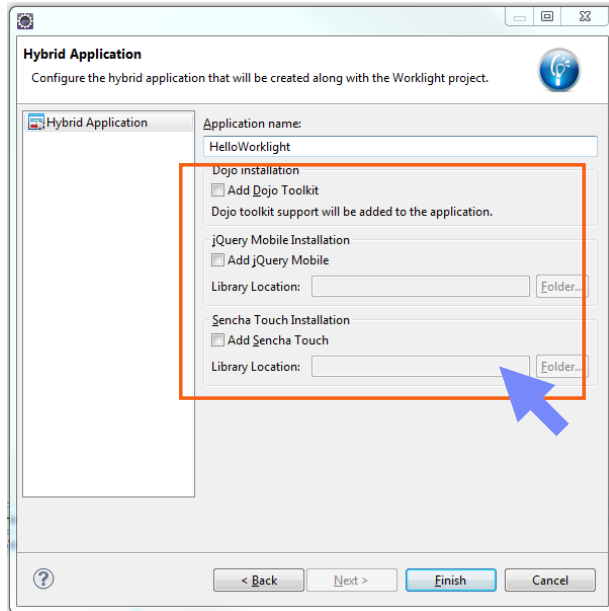 Hybrid Application
Configure the hybrid application that will be created along with the Worklight project.
Hybrid Application
Application name:
HelloWorklight
Dojo installation
Add Dojo Toolkit
Dojo toolkit support will be added to the application.
jQuery Mobile Installation
Add jQuery Mobile
Library Location:
Folder...
Sencha Touch Installation
Add Sencha Touch
Library Location:
Folder...
?
< Back
Next >
Finish
Cancel